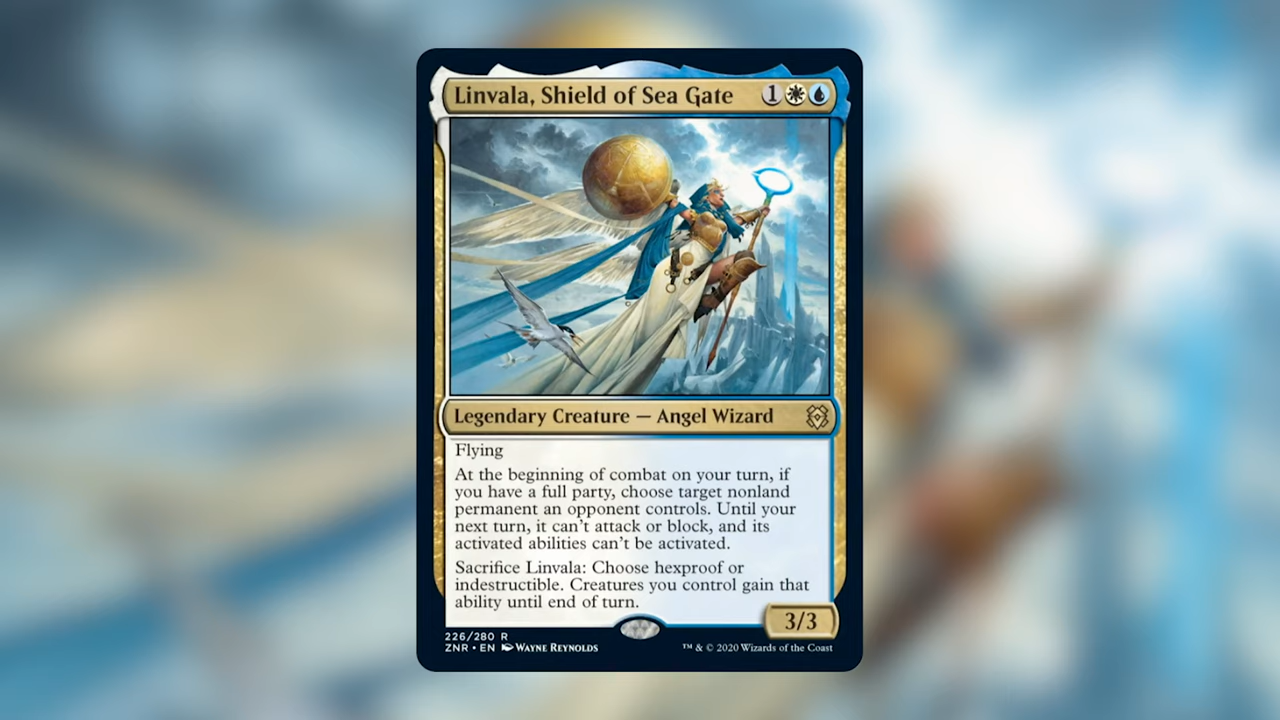 Linvala, Shield of Sea Gate 1
Legendary Creature — Angel Wizard
Flying
At the beginning of combat on your turn, if
you have a full party, choose target nonland
permanent an opponent controls. Until your
next turn, it can't attack or block, and its
activated abilities can't be activated.
Sacrifice Linvala: Choose hexproof or
indestructible. Creatures you control gain that
ability until end of turn.
3/3
226/280 R
ZNR • EN Wayne Reynolds
™ & © 2020 Wizards of the Coast